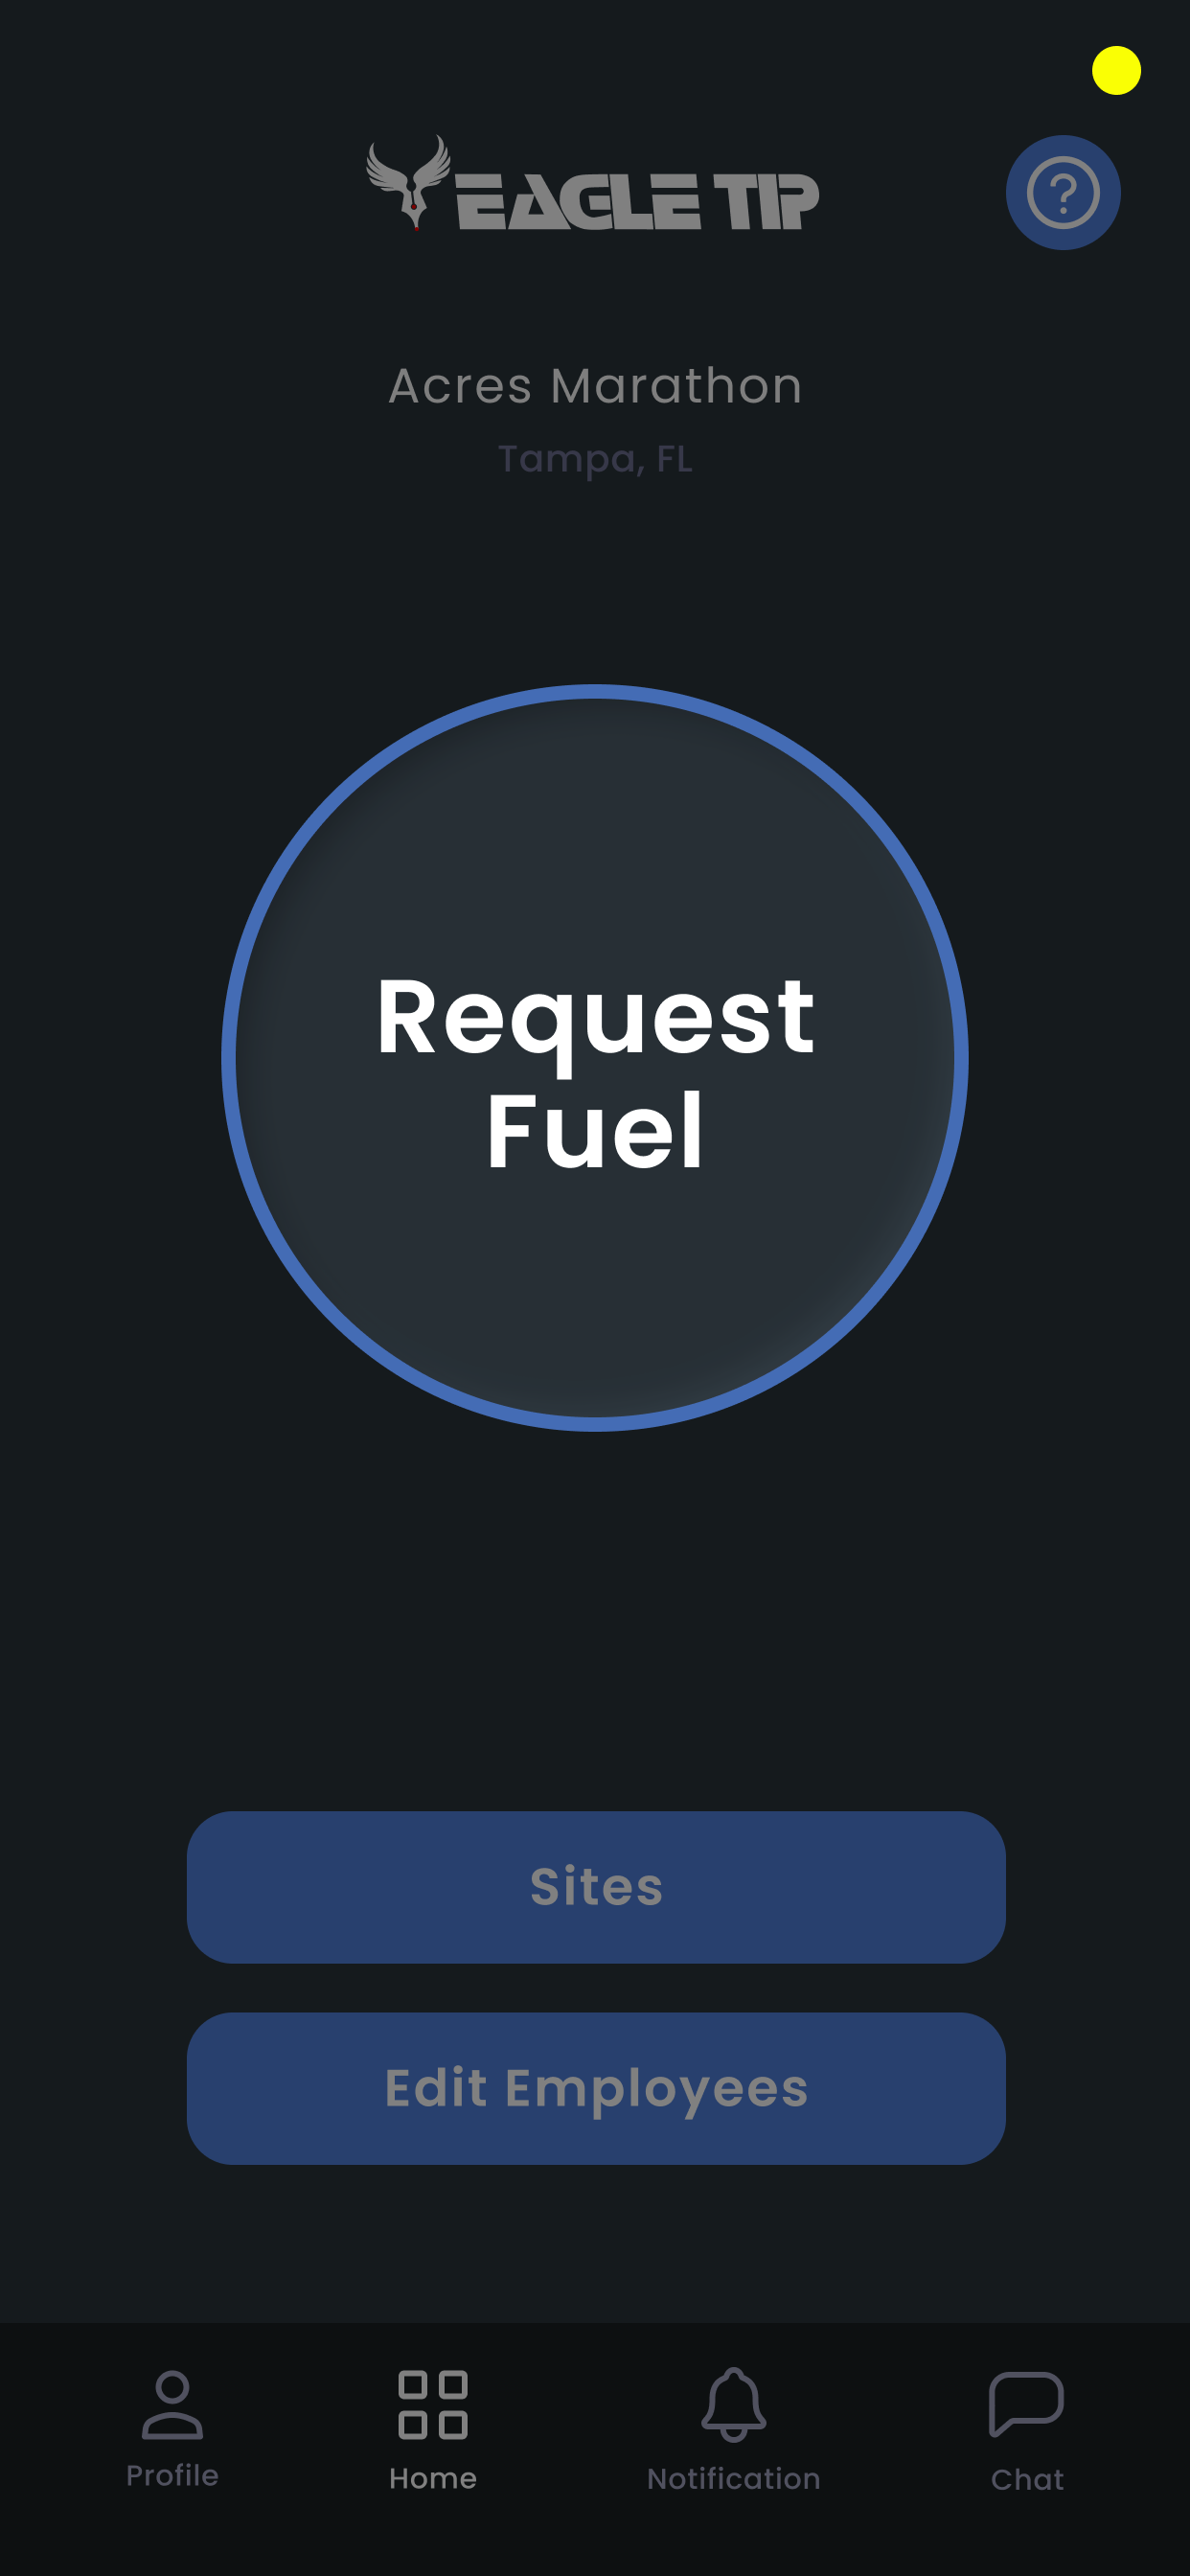 EAGLE TIP
Acres Marathon
Tampa, FL
Request
Fuel
Sites
Edit Employees
Profile
Home
Notification
Chat